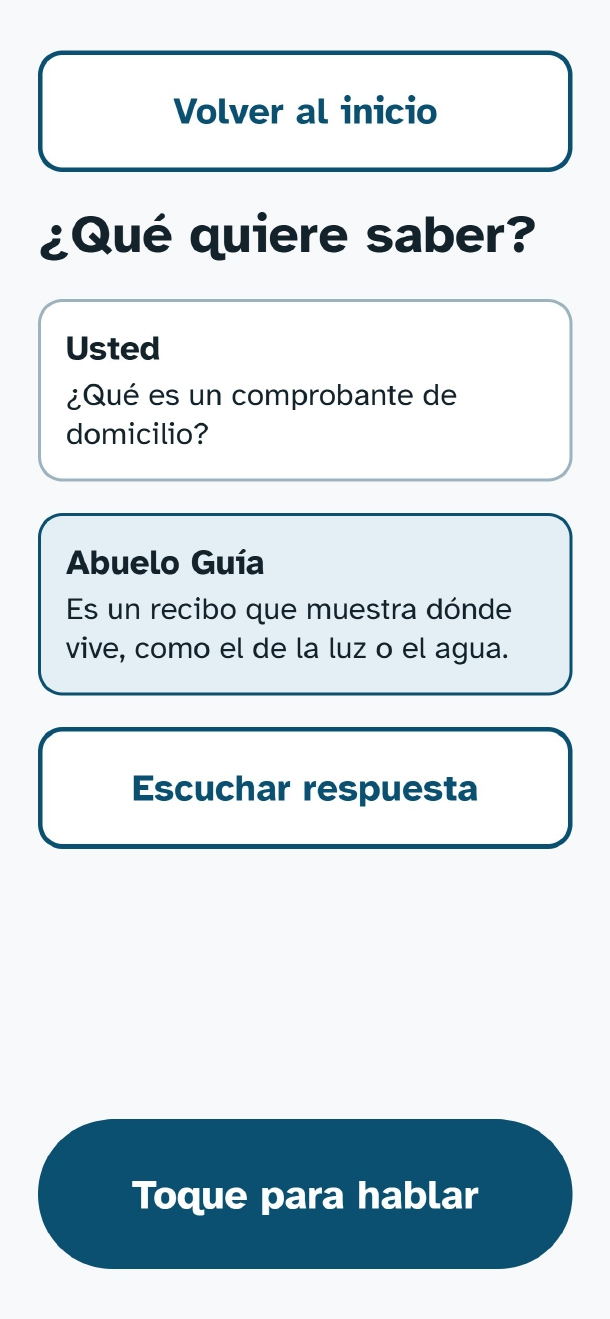 Volver al inicio
¿Qué quiere saber?
Usted
¿Qué es un comprobante de
domicilio?
Abuelo Guía
Es un recibo que muestra dónde
vive, como el de la luz o el agua.
Escuchar respuesta
Toque para hablar